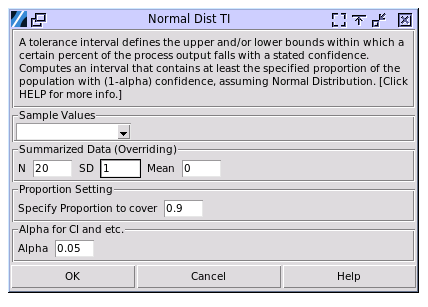 Normal Dist TI
A tolerance interval defines the upper and/or lower bounds within which a
certain percent of the process output falls with a stated confidence.
Computes an interval that contains at least the specified proportion of the
population with (1-alpha) confidence, assuming Normal Distribution. [Click
HELP for more info.]
Sample Values
Summarized Data (Overriding)
N 20 SD 1 Mean 0
Proportion Setting
Specify Proportion to cover 0.9
Alpha for CI and etc.
Alpha 0.05
OK Cancel Help